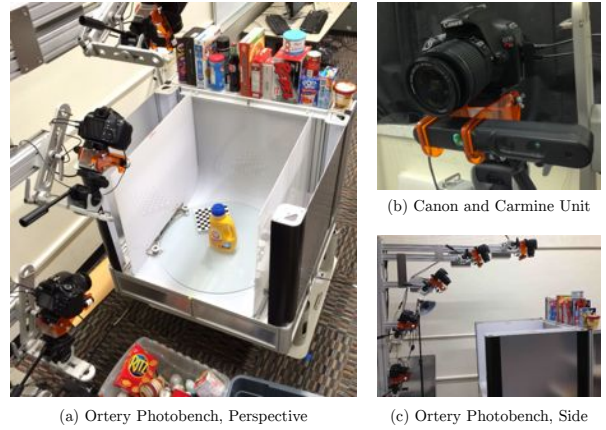 RITZ
(a) Ortery Photobench, Perspective
(b) Canon and Carmine Unit
(c) Ortery Photobench, Side